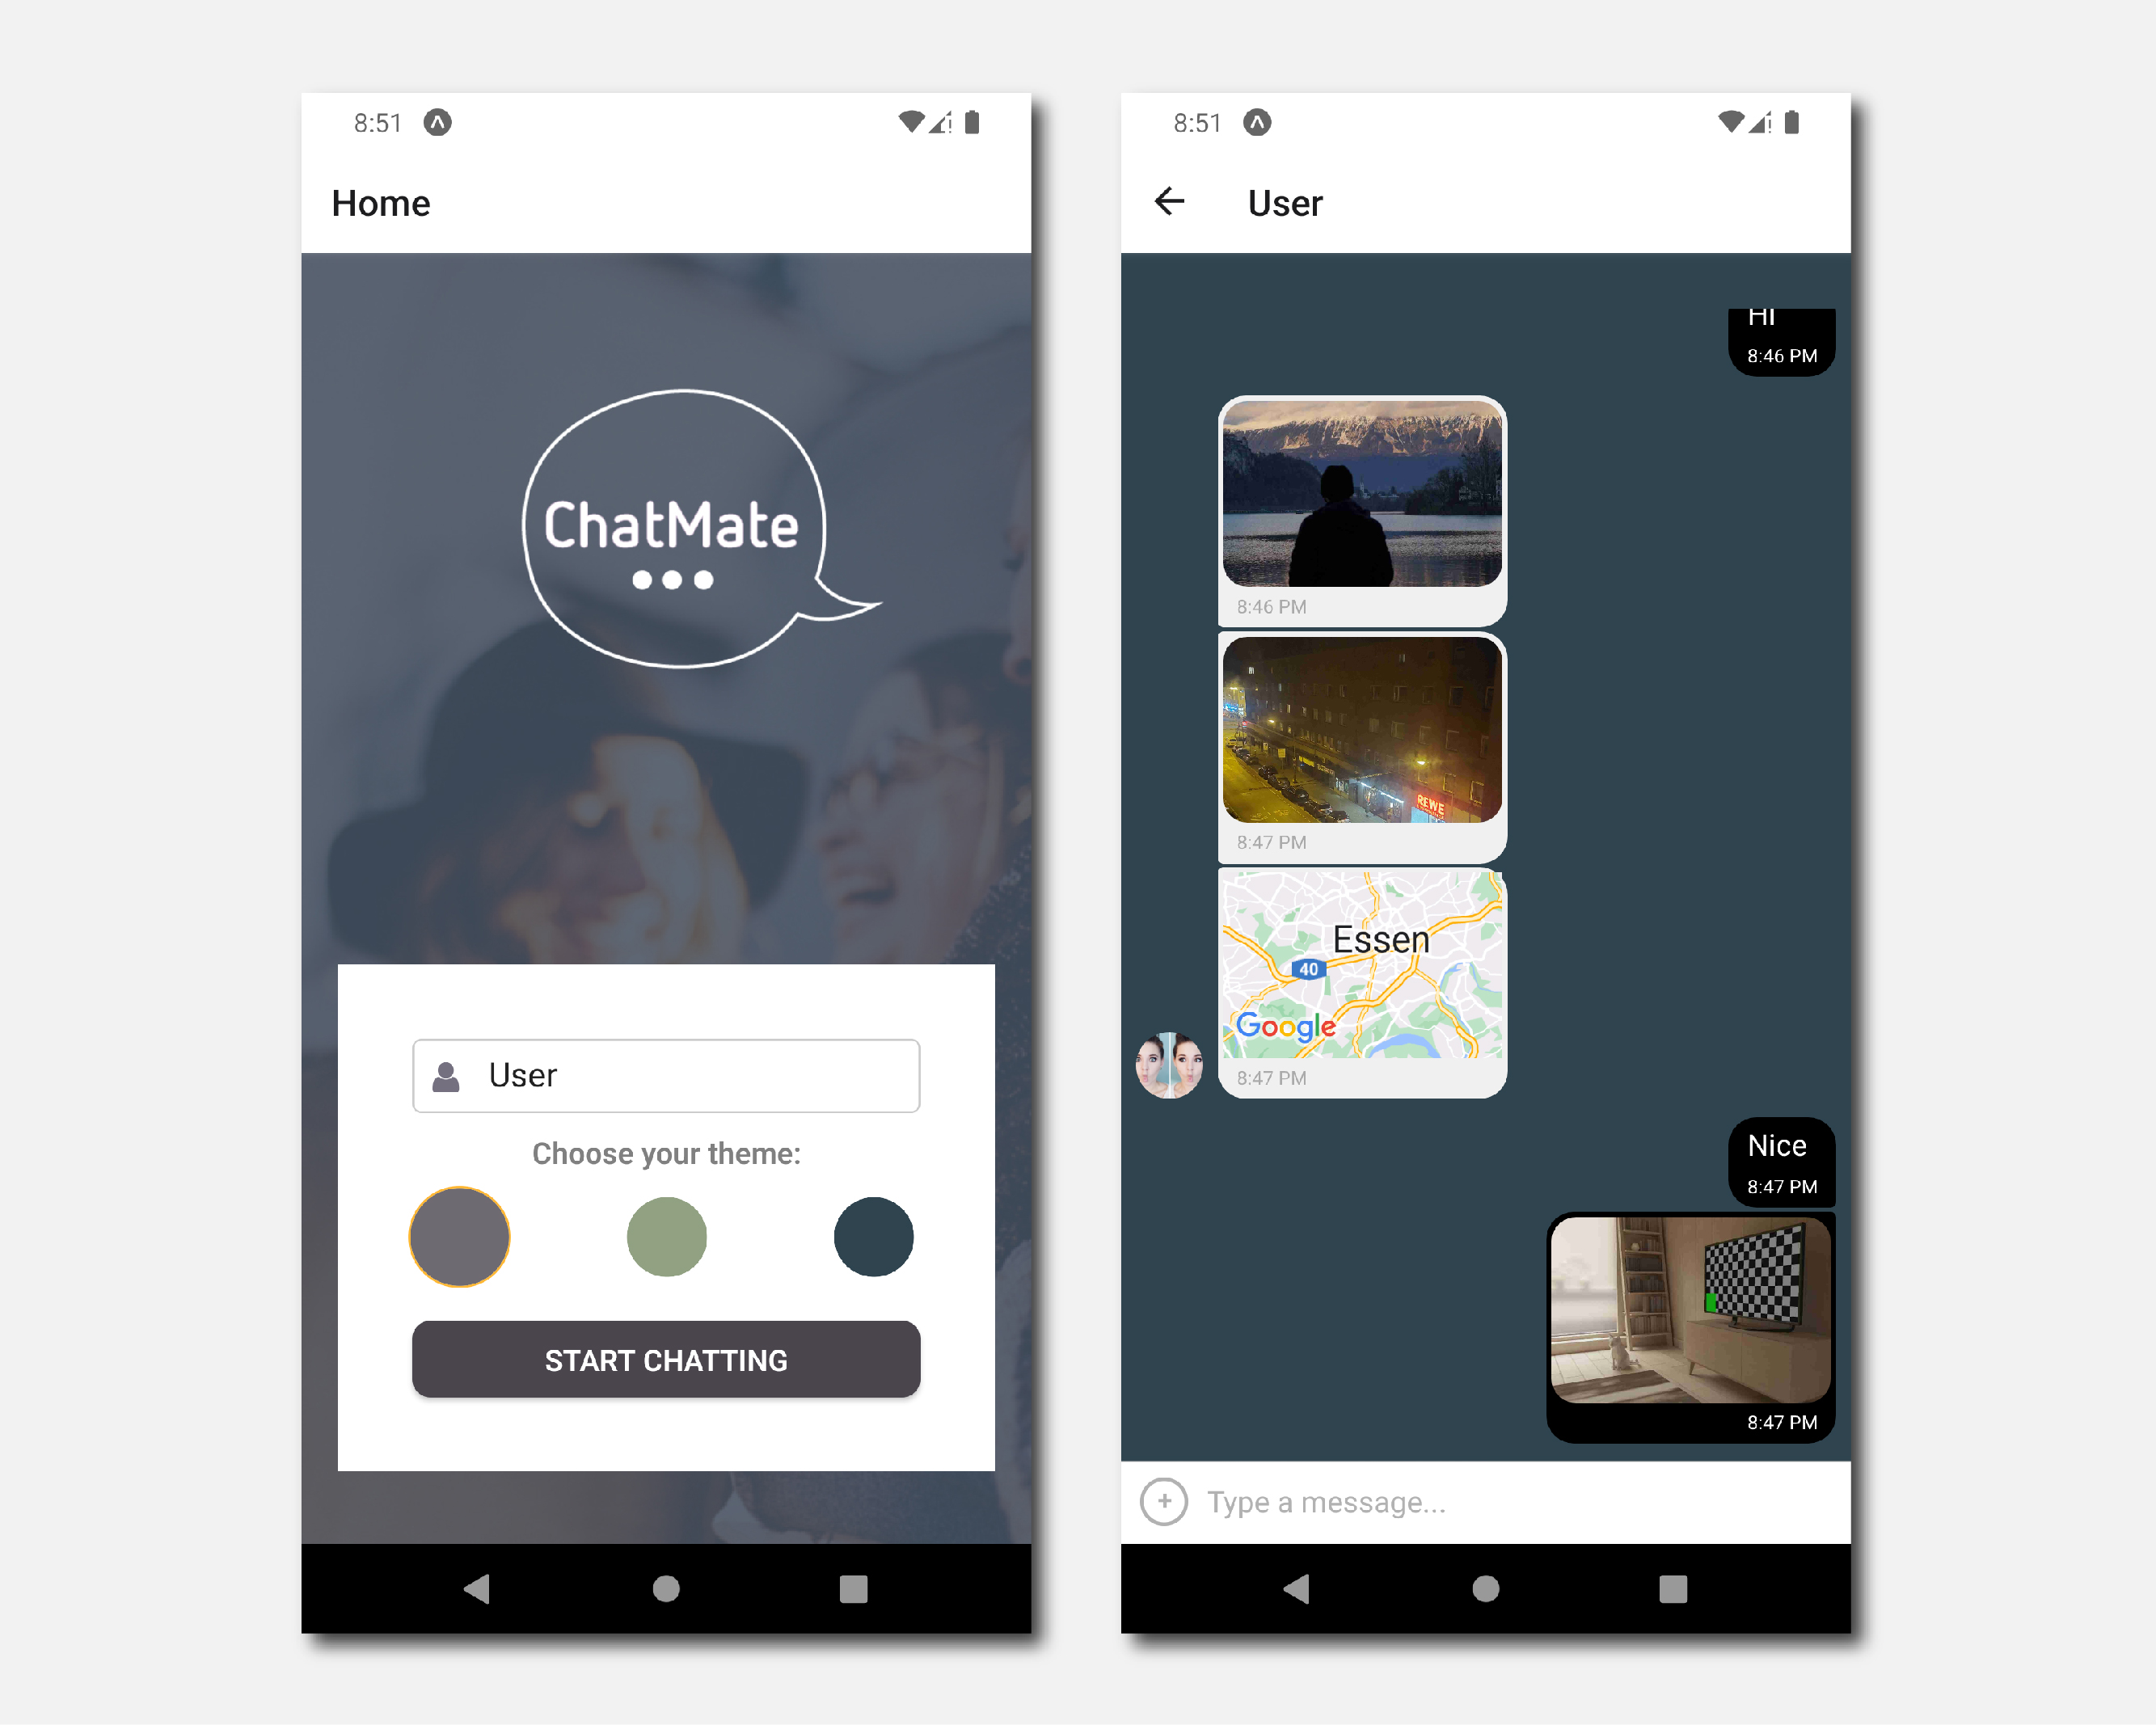 8:51
Home
ChatMate
User
Choose your theme:
START CHATTING
8:51
User
Hi
8:46 PM
8:46 PM
REWE
8:47 PM
Essen
40
Google
8:47 PM
Nice
8:47 PM
8:47 PM
Type a message...